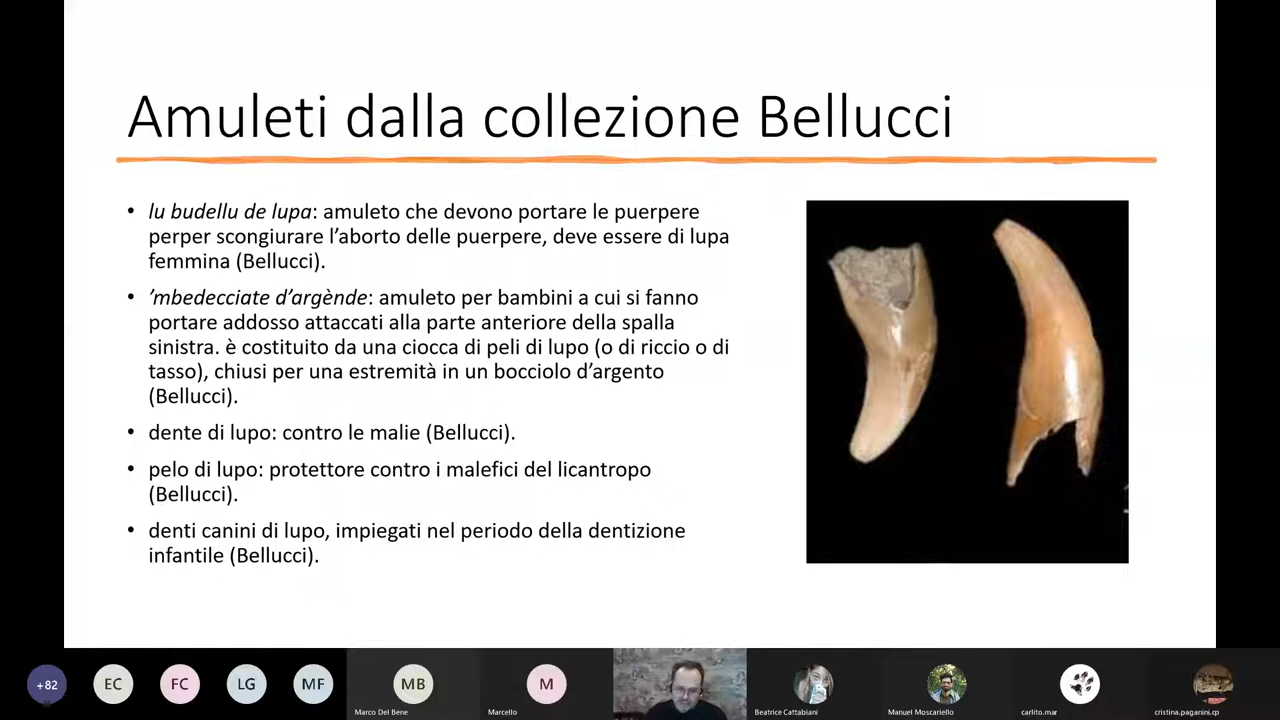 Amuleti dalla collezione Bellucci
• lu budellu de lupa: amuleto che devono portare le puerpere
perper scongiurare l’aborto delle puerpere, deve essere di lupa
femmina (Bellucci).
• ’mbedecciate d’argènde: amuleto per bambini a cui si fanno
portare addosso attaccati alla parte anteriore della spalla
sinistra. è costituito da una ciocca di peli di lupo (o di riccio o di
tasso), chiusi per una estremità in un bocciolo d’argento
(Bellucci).
• dente di lupo: contro le malie (Bellucci).
• pelo di lupo: protettore contro i malefici del licantropo
(Bellucci).
• denti canini di lupo, impiegati nel periodo della dentizione
infantile (Bellucci).
+82 EC FC LG MF MB M
Marco Del Bene Marcello Beatrice Cattabiani Manuel Moscariello carlito.mar cristina.paganini.cp